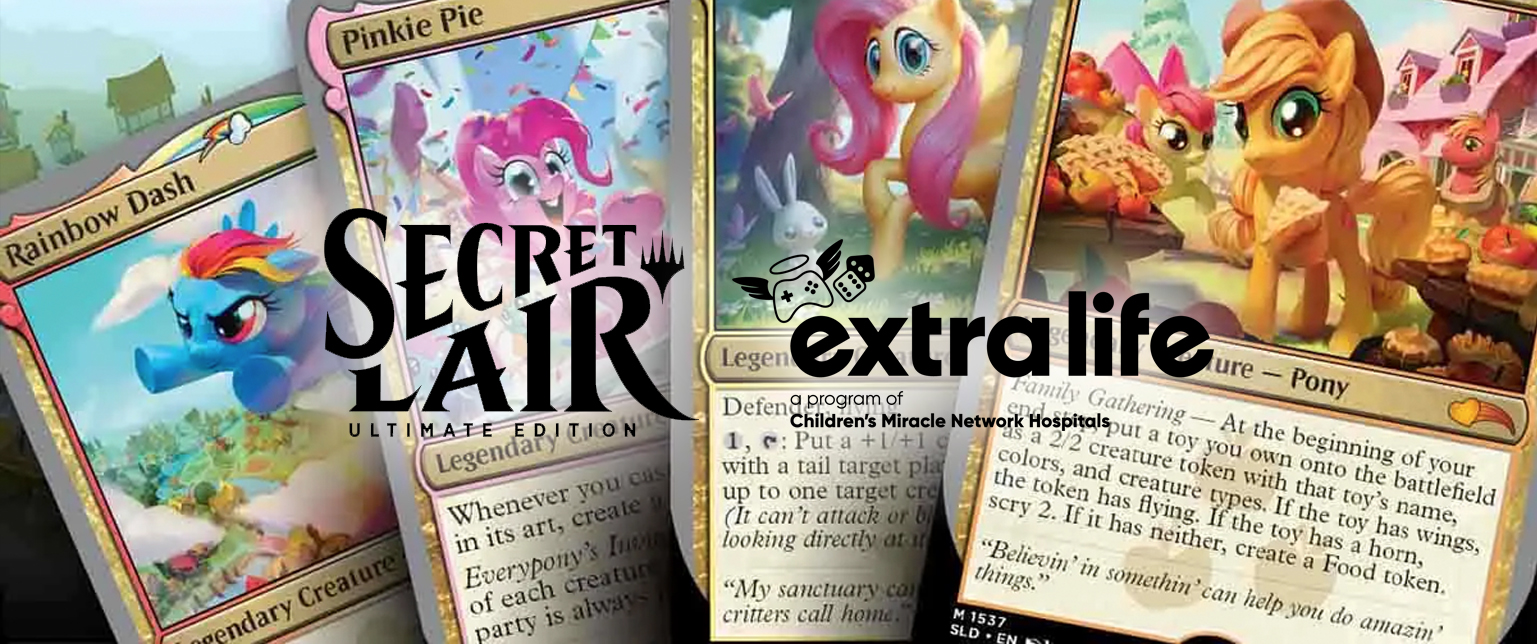 Rainbow Dash
Legendary Creature
Pinkie Pie
Legendary Creature
Whenever you cas
in its art, create
Everypony's
of each creature
party is always
SECRET
LAIR
ULTIMATE EDITION
extra life
a program of
Children's Miracle Network Hospitals
Defender, flying
1, : Put a +1/+1 c
with a tail target pla
up to one target cre
(It can't attack or b
looking directly at it
"My sanctuary can
critters call home."
ture — Pony
Family Gathering — At the beginning of your
end step, put a toy you own onto the battlefield
as a 2/2 creature token with that toy's name,
colors, and creature types. If the toy has wings,
the token has flying. If the toy has a horn,
scry 2. If it has neither, create a Food token.
"Believin' in somethin' can help you do amazin'
things."
M 1537
SLD • EN